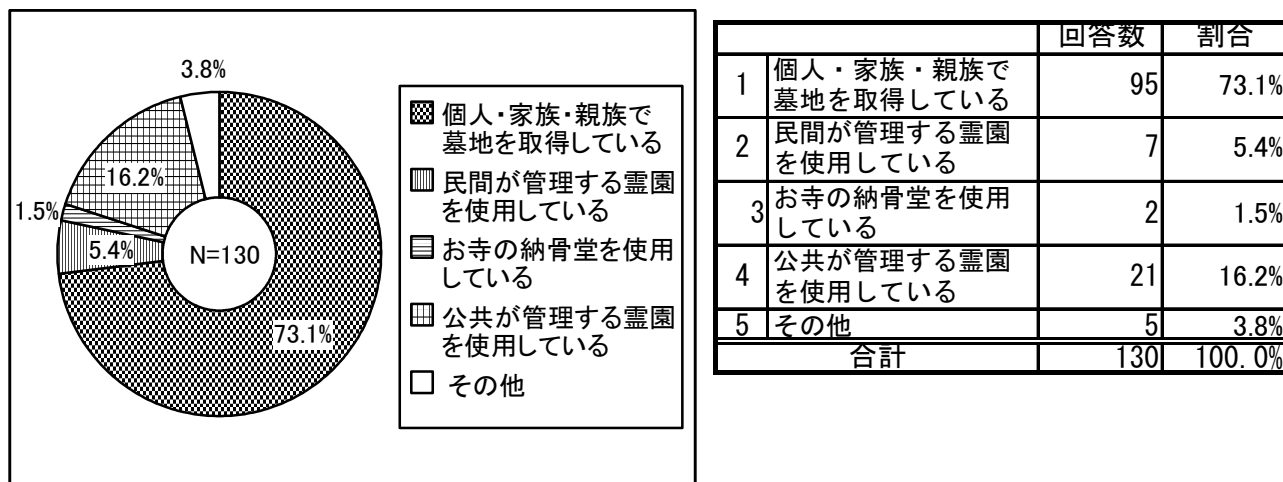 3.8%
16.2%
1.5%
5.4%
N=130
73.1%
個人・家族・親族で
墓地を取得している
民間が管理する霊園
を使用している
お寺の納骨堂を使用
している
公共が管理する霊園
を使用している
その他
回答数 割合
1 個人・家族・親族で
墓地を取得している 95 73.1%
2 民間が管理する霊園
を使用している 7 5.4%
3 お寺の納骨堂を使用
している 2 1.5%
4 公共が管理する霊園
を使用している 21 16.2%
5 その他 5 3.8%
合計 130 100.0%